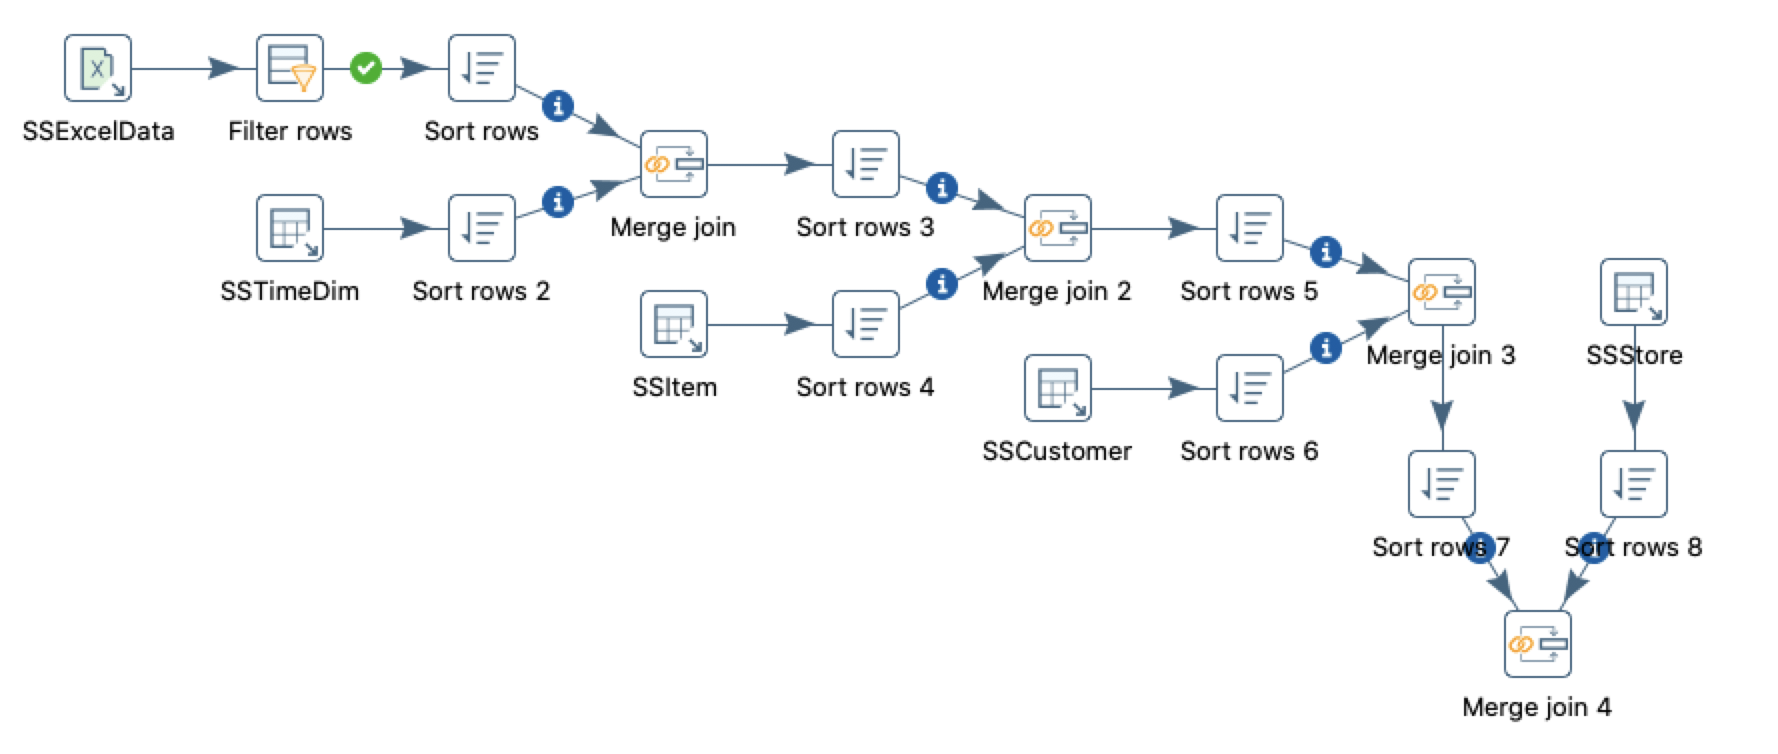 SSExcelData
Filter rows
Sort rows
SSTimeDim
Sort rows 2
Merge join
Sort rows 3
SSItem
Sort rows 4
Merge join 2
Sort rows 5
SSCustomer
Sort rows 6
Merge join 3
SSStore
Sort rows 7
Sort rows 8
Merge join 4